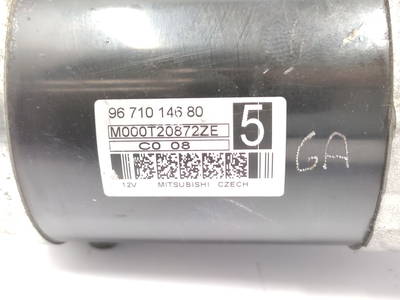 96 710 146 80
M000T20872ZE
5
C0 08
12V MITSUBISHI CZECH
GA